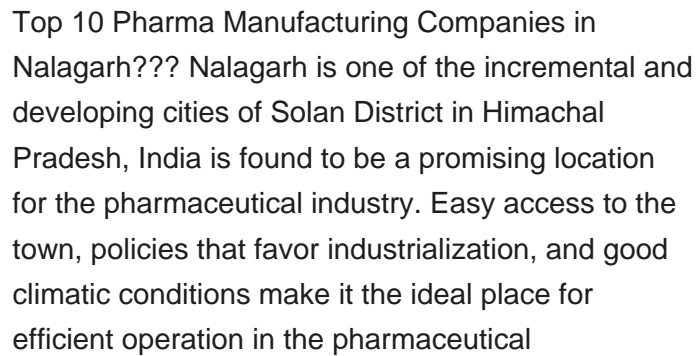 Top 10 Pharma Manufacturing Companies in
Nalagarh??? Nalagarh is one of the incremental and
developing cities of Solan District in Himachal
Pradesh, India is found to be a promising location
for the pharmaceutical industry. Easy access to the
town, policies that favor industrialization, and good
climatic conditions make it the ideal place for
efficient operation in the pharmaceutical